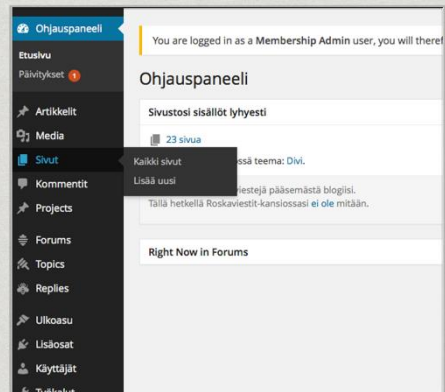 Ohjauspaneeli
Etusivu
Päivitykset 1
Artikkelit
Media
Sivut
Kommentit
Projects
Forums
Topics
Replies
Ulkoasu
Lisäosat
Käyttäjät
Työkalut
Kaikki sivut
Lisää uusi
You are logged in as a Membership Admin user, you will theref
Ohjauspaneeli
Sivustosi sisällöt lyhyesti
23 sivua
teema: Divi.
pääsemästä blogiisi.
Tällä hetkellä Roskaviestit-kansiossasi ei ole mitään.
Right Now in Forums